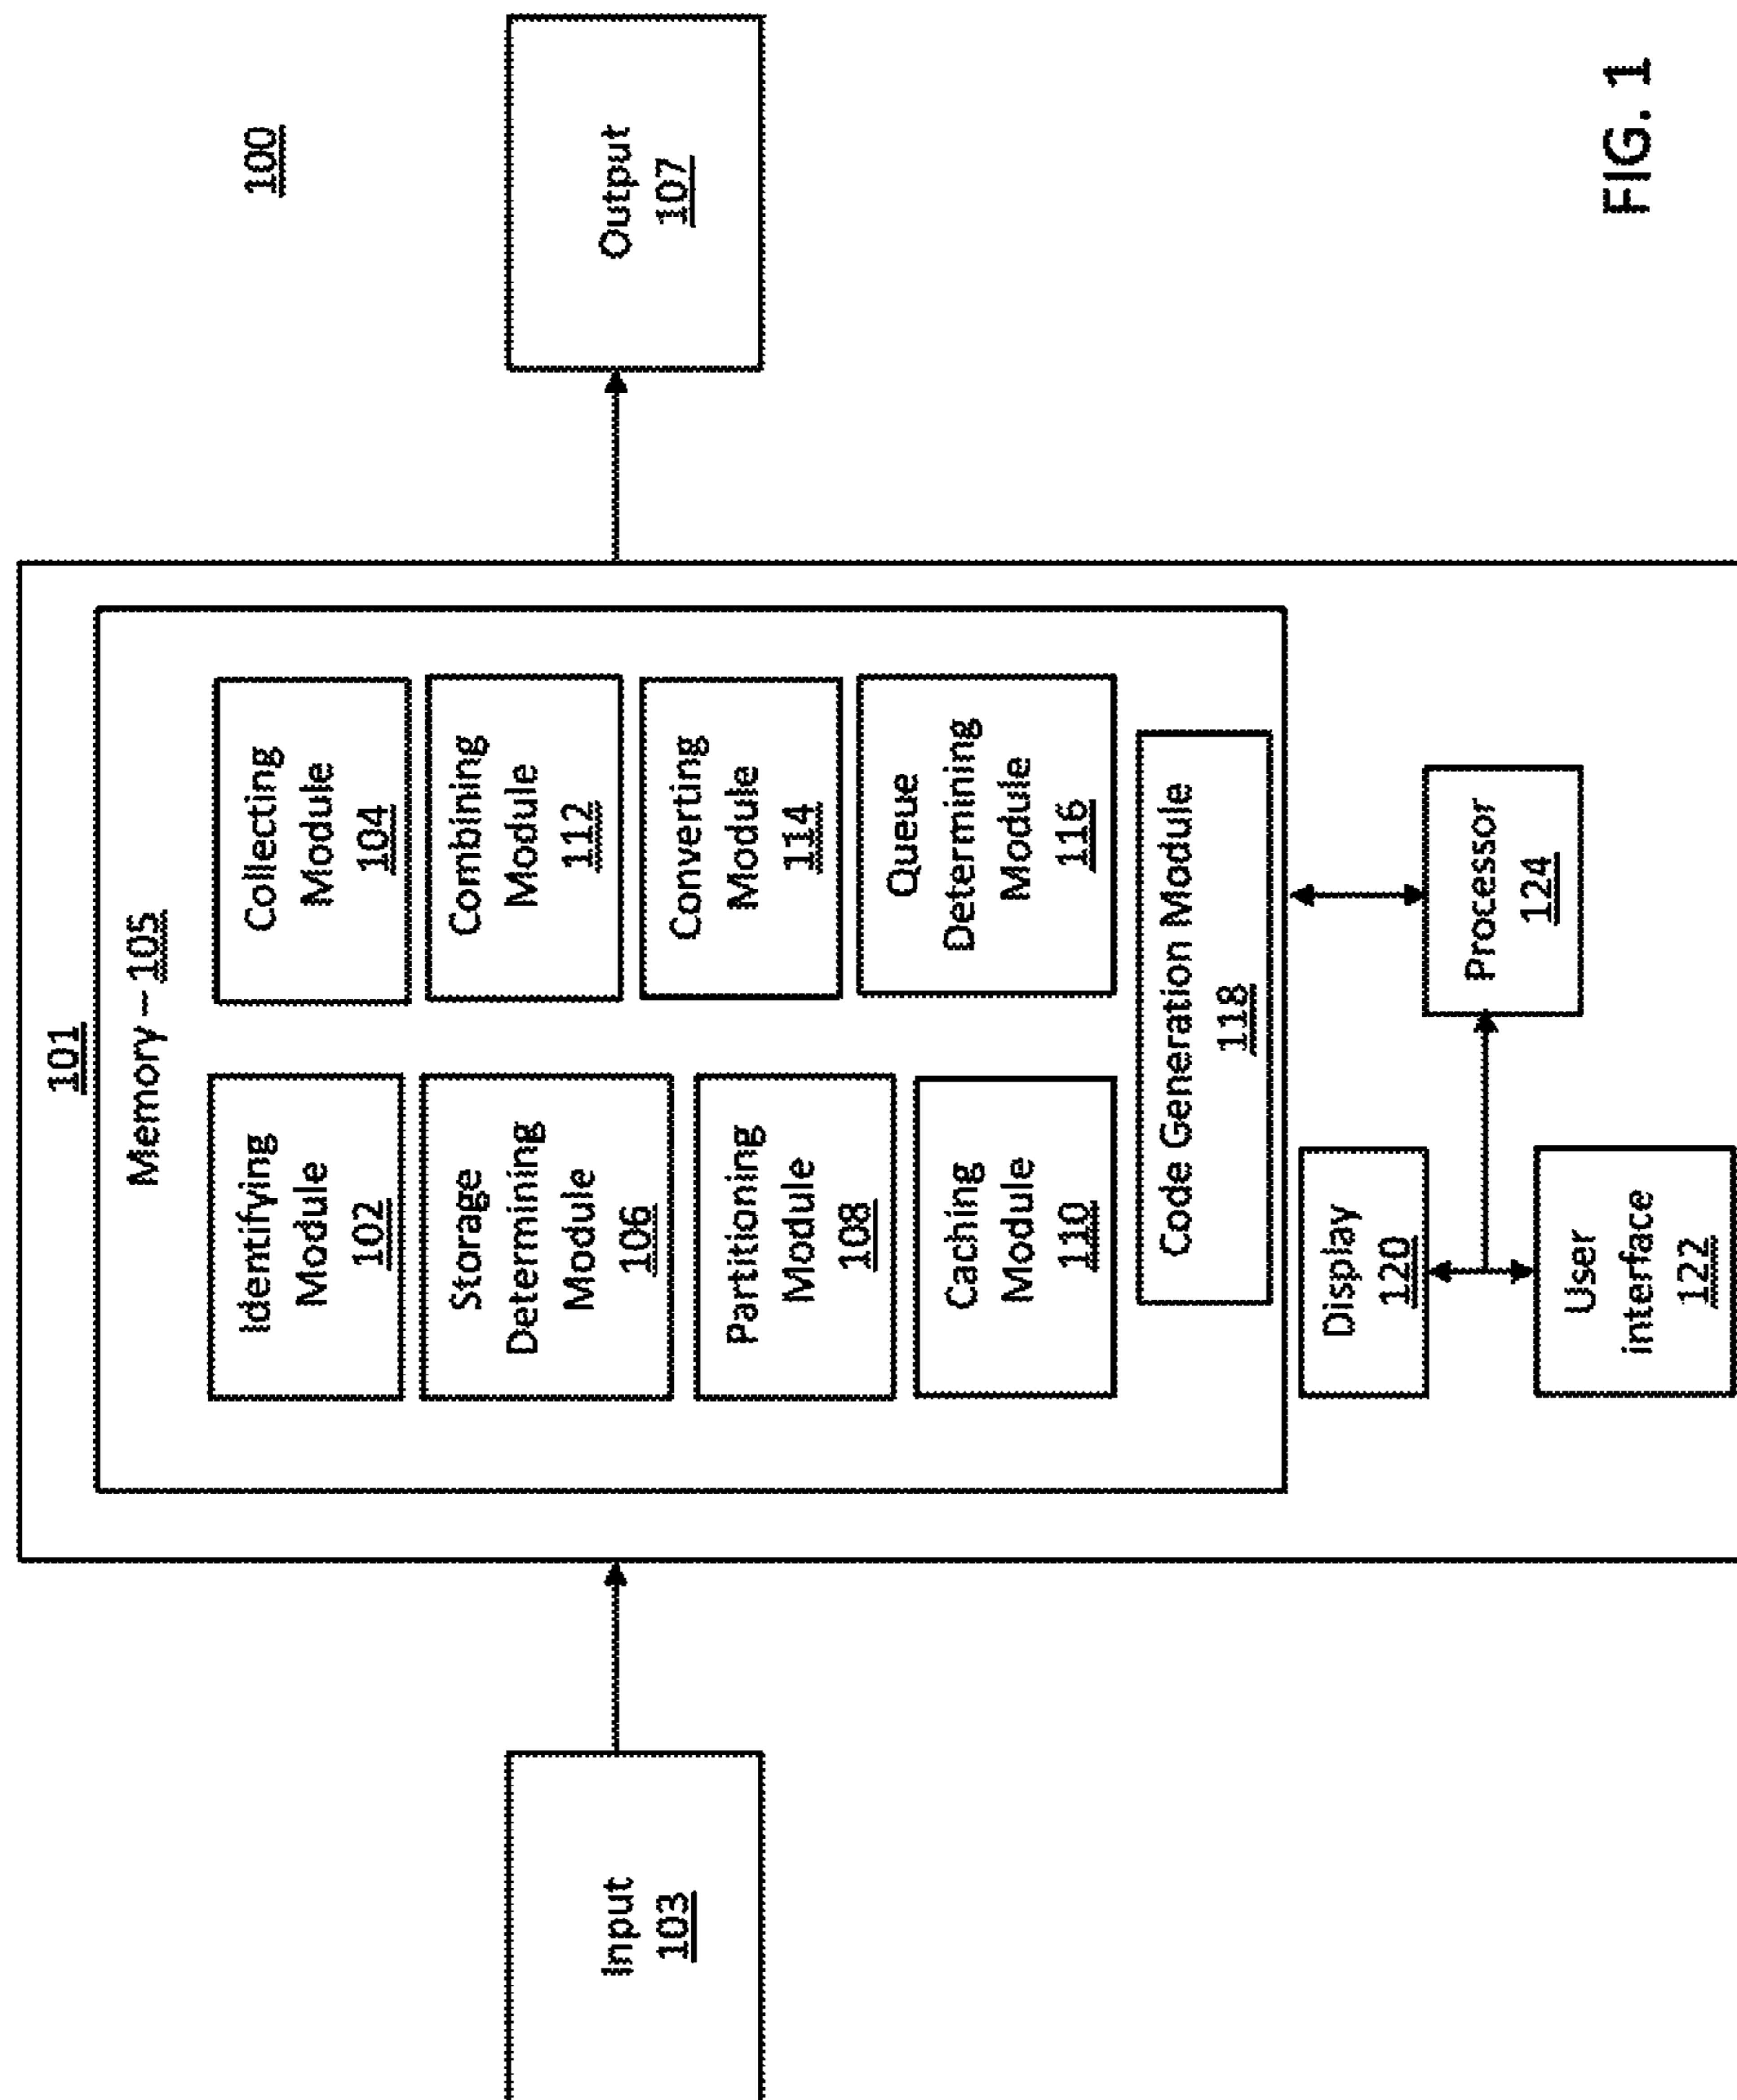 100
101
Memory – 105
Identifying
Module
102
Collecting
Module
104
Storage
Determining
Module
106
Combining
Module
112
Partitioning
Module
108
Converting
Module
114
Caching
Module
110
Queue
Determining
Module
116
Code Generation Module
118
Input
103
Output
107
Display
120
User
interface
122
Processor
124
FIG. 1